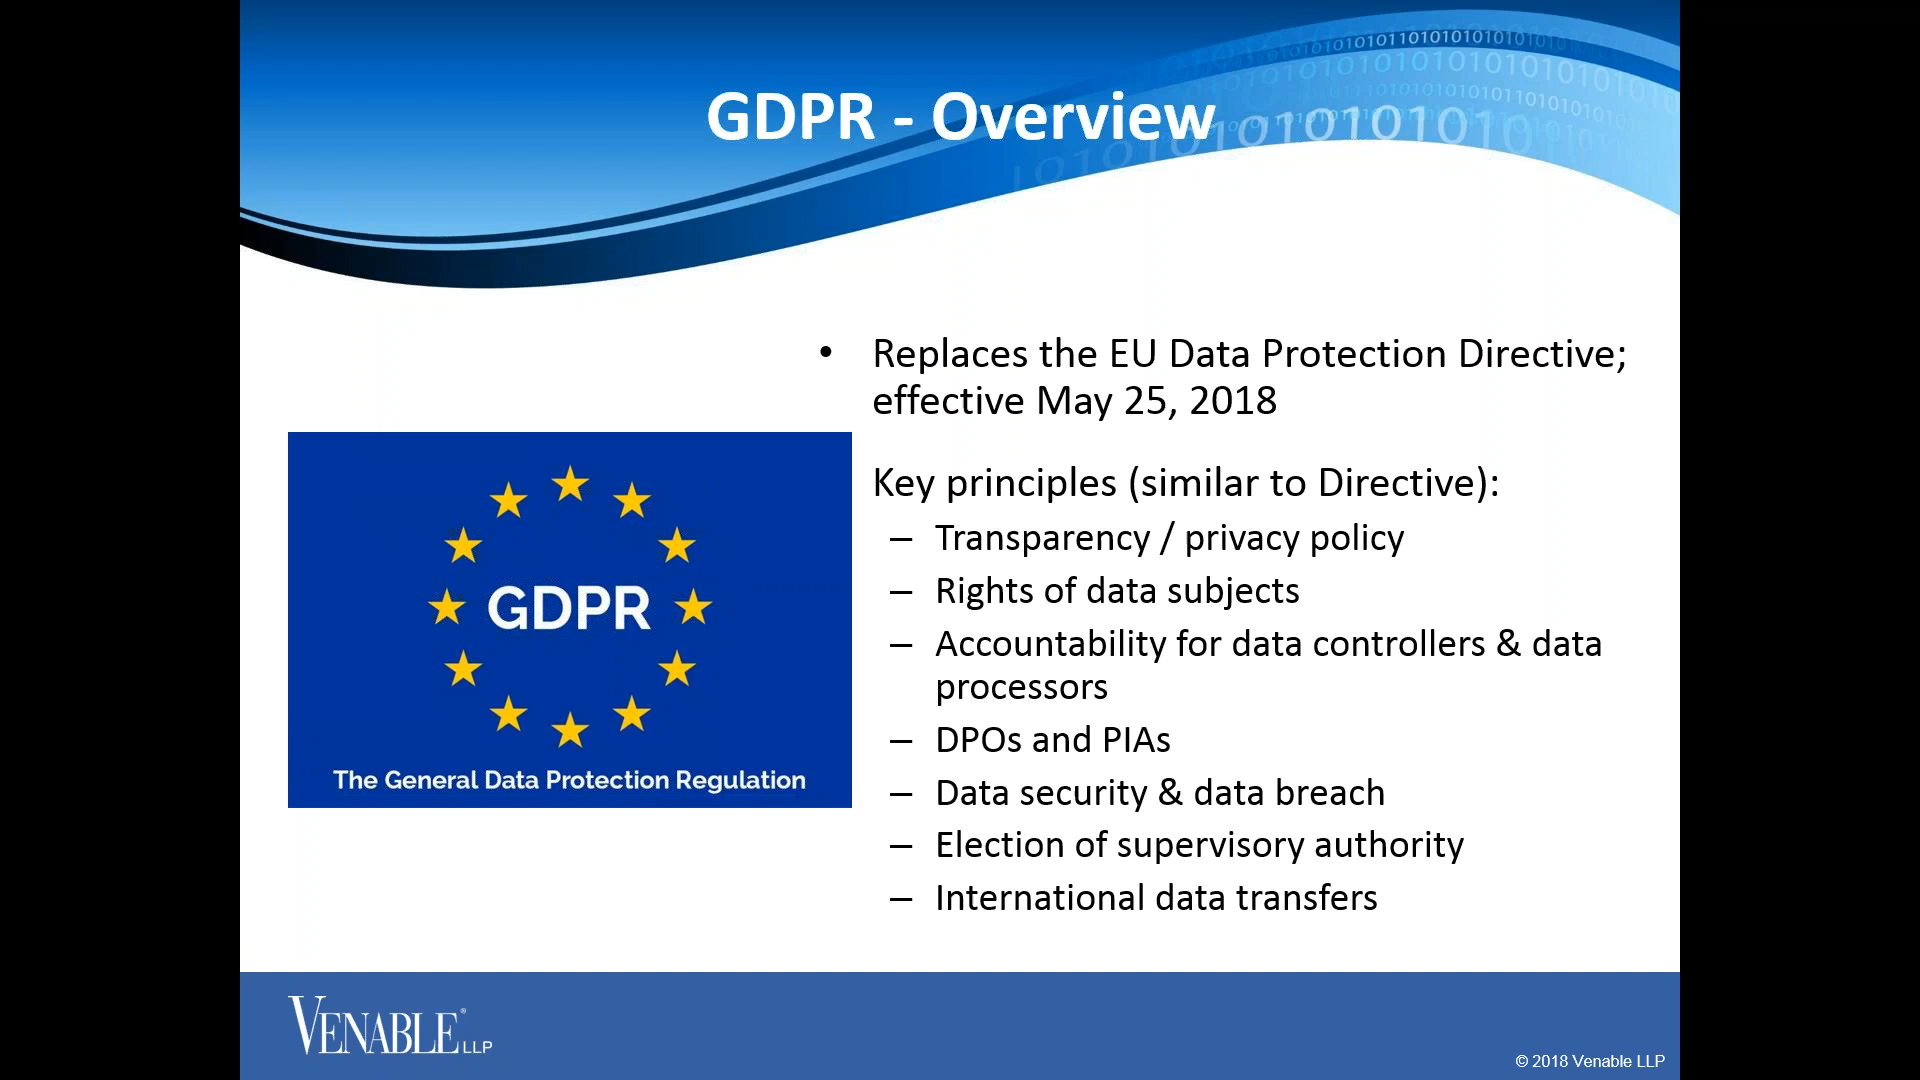 GDPR - Overview
• Replaces the EU Data Protection Directive;
effective May 25, 2018
Key principles (similar to Directive):
– Transparency / privacy policy
– Rights of data subjects
– Accountability for data controllers & data
processors
– DPOs and PIAs
– Data security & data breach
– Election of supervisory authority
– International data transfers
GDPR
The General Data Protection Regulation
VENABLE® LLP
© 2018 Venable LLP